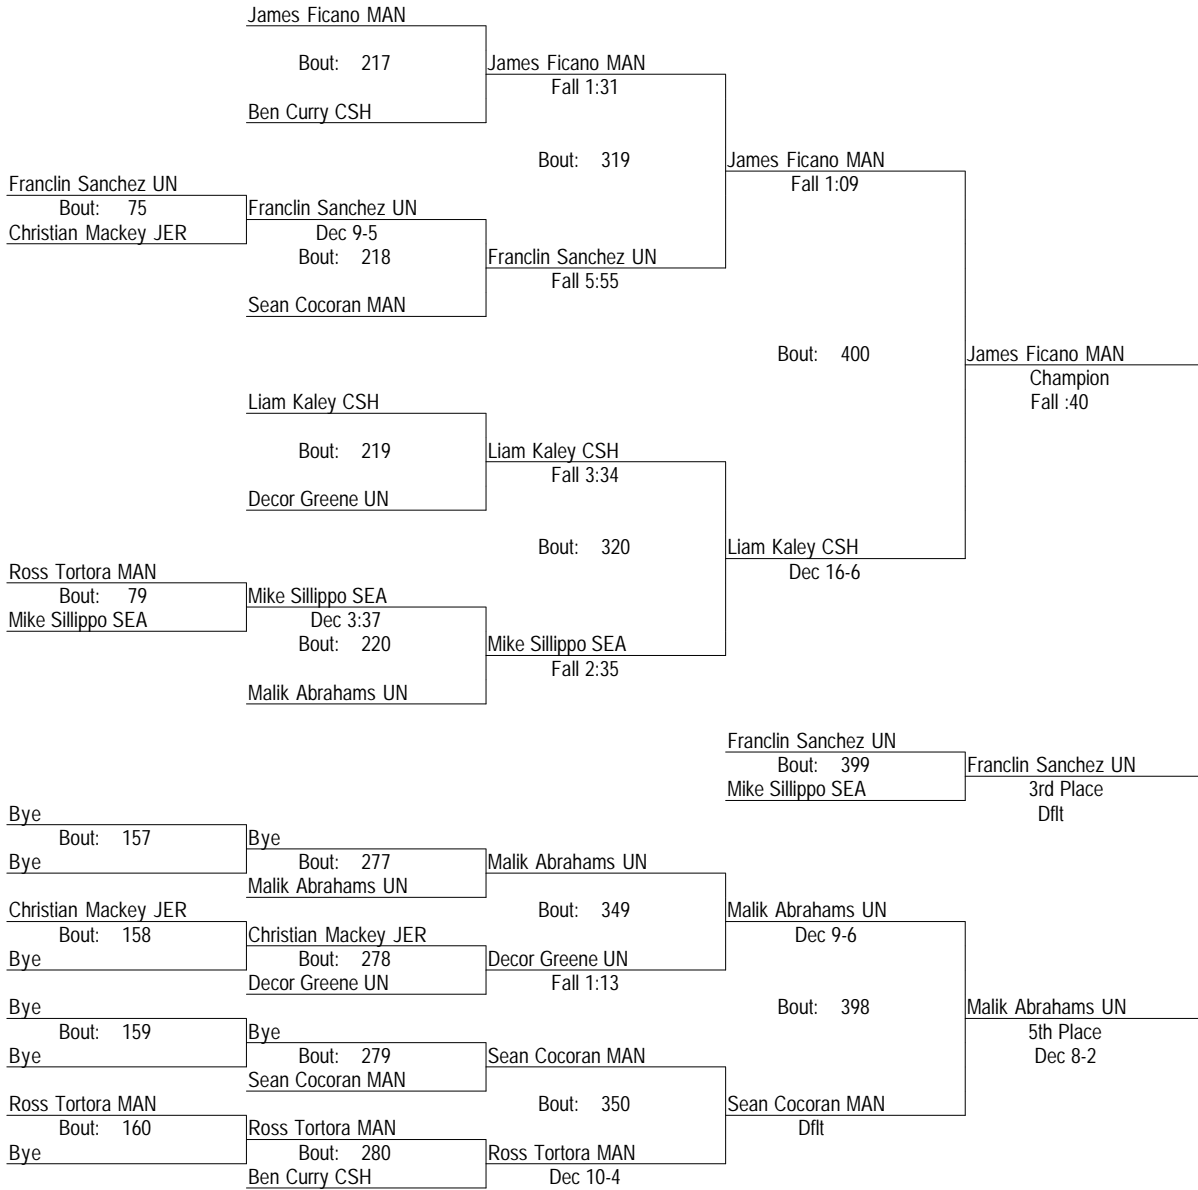 James Ficano MAN
Bout: 217
James Ficano MAN
Fall 1:31
Ben Curry CSH
Bout: 319
James Ficano MAN
Fall 1:09
Franclin Sanchez UN
Bout: 75
Franclin Sanchez UN
Christian Mackey JER
Dec 9-5
Bout: 218
Franclin Sanchez UN
Fall 5:55
Sean Cocoran MAN
Bout: 400
James Ficano MAN
Champion
Fall :40
Liam Kaley CSH
Bout: 219
Liam Kaley CSH
Fall 3:34
Decor Greene UN
Bout: 320
Liam Kaley CSH
Dec 16-6
Ross Tortora MAN
Bout: 79
Mike Sillippo SEA
Mike Sillippo SEA
Dec 3:37
Bout: 220
Mike Sillippo SEA
Fall 2:35
Malik Abrahams UN
Franclin Sanchez UN
Bout: 399
Franclin Sanchez UN
Mike Sillippo SEA
3rd Place
Dflt
Bye
Bout: 157
Bye
Bye
Bout: 277
Malik Abrahams UN
Malik Abrahams UN
Christian Mackey JER
Bout: 349
Malik Abrahams UN
Dec 9-6
Bout: 158
Christian Mackey JER
Bye
Bout: 278
Decor Greene UN
Decor Greene UN
Fall 1:13
Bye
Bout: 398
Malik Abrahams UN
5th Place
Dec 8-2
Bout: 159
Bye
Bye
Bout: 279
Sean Cocoran MAN
Sean Cocoran MAN
Ross Tortora MAN
Bout: 350
Sean Cocoran MAN
Dflt
Bout: 160
Ross Tortora MAN
Bye
Bout: 280
Ross Tortora MAN
Ben Curry CSH
Dec 10-4